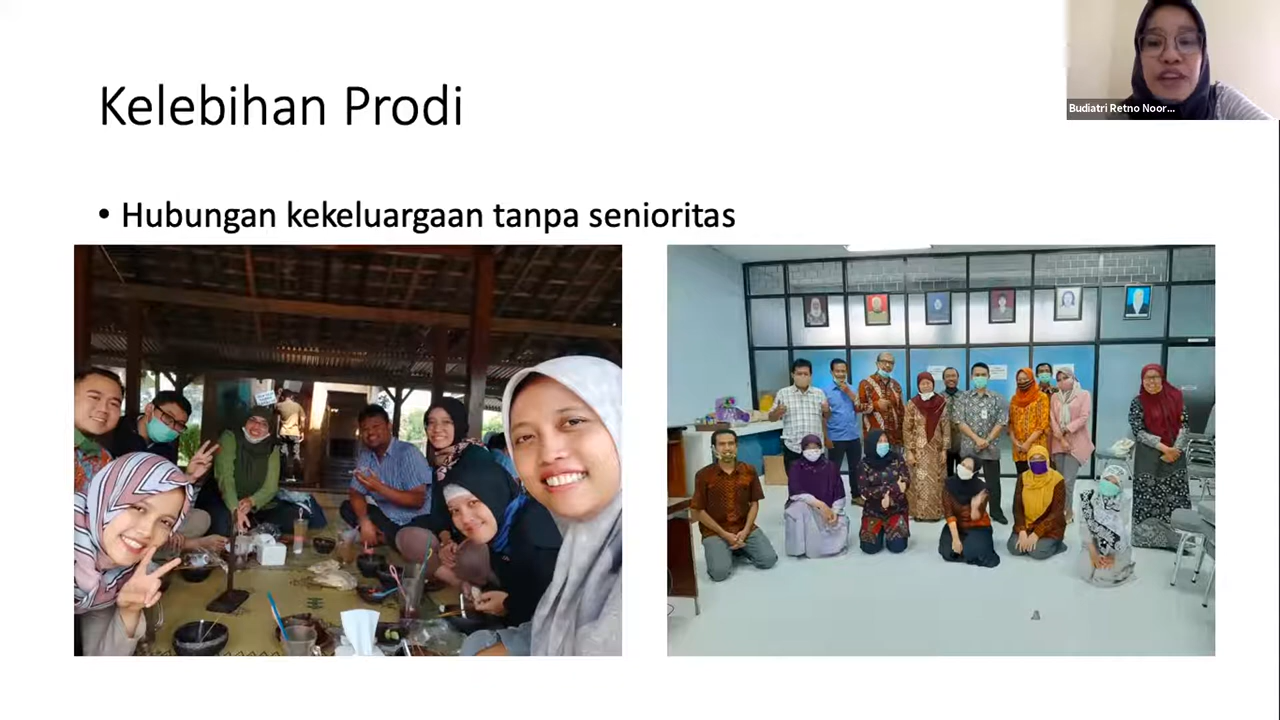 Budiatri Retno Noor...
Kelebihan Prodi
• Hubungan kekeluargaan tanpa senioritas